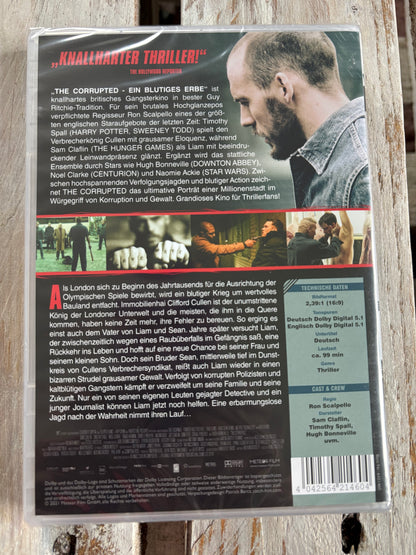 „KNALLHARTER THRILLER!“
THE HOLLYWOOD REPORTER
„THE CORRUPTED - EIN BLUTIGES ERBE“ ist
knallhartes britisches Gangsterkino in bester Guy
Ritchie-Tradition. Für sein brutales Hochglanzepos
verpflichtete Regisseur Ron Scalpello eines der größ-
ten englischen Staraufgebote der letzten Zeit: Timothy
Spall (HARRY POTTER, SWEENEY TODD) spielt den
Verbrecherkönig Cullen mit grausamer Eloquenz, während
Sam Claflin (THE HUNGER GAMES) als Liam mit beein-
druckender Leinwandpräsenz glänzt. Ergänzt wird das stattliche
Ensemble durch Stars wie Hugh Bonneville (DOWNTON ABBEY),
Noel Clarke (CENTURION) und Naomie Ackie (STAR WARS). Zwi-
schen hochspannenden Verfolgungsjagden und blutiger Action zeich-
net THE CORRUPTED das ultimative Porträt einer Millionenstadt im
Würgegriff von Korruption und Gewalt. Grandioses Kino für Thrillerfans!
Als London sich zu Beginn des Jahrtausends für die Ausrichtung der
Olympischen Spiele bewirbt, wird ein blutiger Krieg um wertvolles
Bauland entfacht. Immobilienhai Clifford Cullen ist der unumstrittene
König der Londoner Unterwelt und die meisten, die ihm in die Quere
kommen, haben keine Zeit mehr, ihre Fehler zu bereuen. So erging es
einst auch dem Vater von Liam und Sean. Jahre später versucht Liam,
der zwischenzeitlich wegen eines Raubüberfalls im Gefängnis saß, eine
Rückkehr ins Leben und hofft auf eine neue Chance bei seiner Frau und
seinem kleinen Sohn. Doch sein Bruder Sean, mittlerweile tief im Dunst-
kreis von Cullens Verbrechersyndikat, reißt auch Liam wieder in einen
bizarren Strudel grausamer Gewalt. Verfolgt von korrupten Polizisten und
kaltblütigen Gangstern kämpft er verzweifelt um seine Familie und seine
Zukunft. Nur ein von seinen eigenen Leuten gejagter Detective und ein
junger Journalist können Liam jetzt noch helfen. Eine erbarmungslose
Jagd nach der Wahrheit nimmt ihren Lauf…
TECHNISCHE DATEN
Bildformat
2,39:1 (16:9)
Tonspuren
Deutsch Dolby Digital 5.1
Englisch Dolby Digital 5.1
Untertitel
Deutsch
Laufzeit
ca. 99 min
Genre
Thriller
CAST & CREW
Regie
Ron Scalpello
Darsteller
Sam Claflin,
Timothy Spall,
Hugh Bonneville
uvm.
METEOR FILM
4 042564 214604